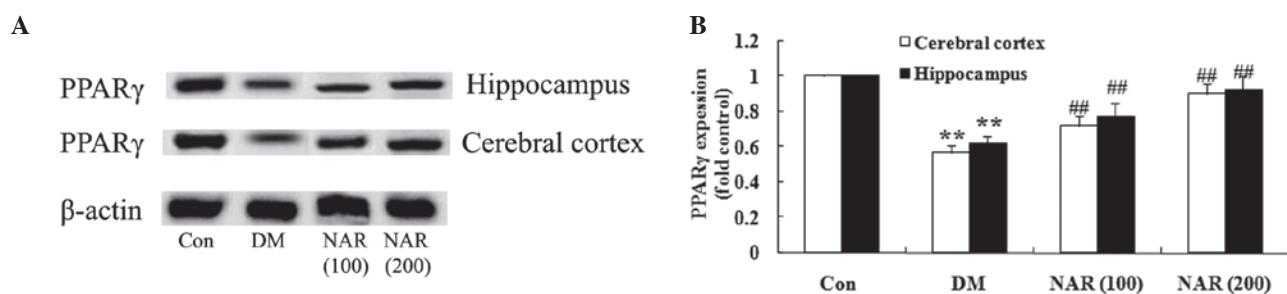 A
PPARγ Hippocampus
PPARγ Cerebral cortex
β-actin
Con DM NAR NAR
(100) (200)
B
PPARγ expession
(fold control)
1.2
1
0.8
0.6
0.4
0.2
0
Cerebral cortex
Hippocampus
** **
## ##
## ##
Con DM NAR (100) NAR (200)